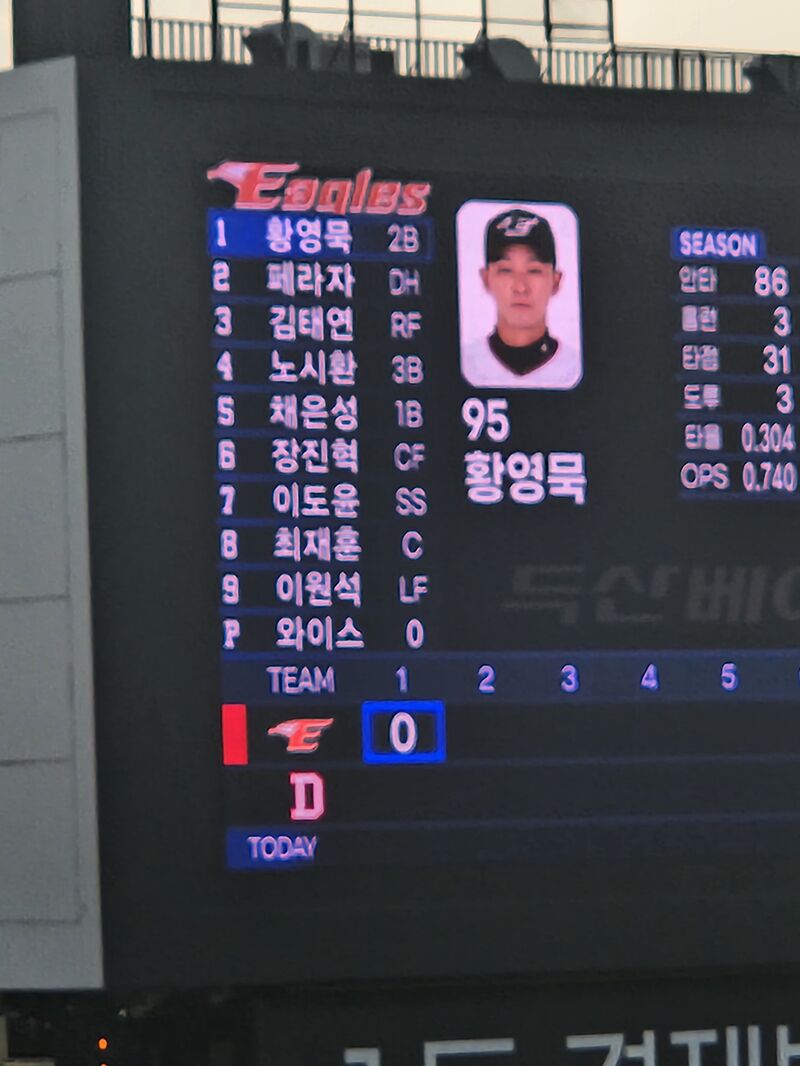 Eagles
1 황영묵 2B
2 페라자 DH
3 김태연 RF
4 노시환 3B
5 채은성 1B
6 장진혁 CF
7 이도윤 SS
8 최재훈 C
9 이원석 LF
P 와이스 0
95
황영묵
SEASON
안타 86
홈런 3
타점 31
도루 3
타율 0.304
OPS 0.740
두산베어
TEAM 1 2 3 4 5
E 0
D
TODAY